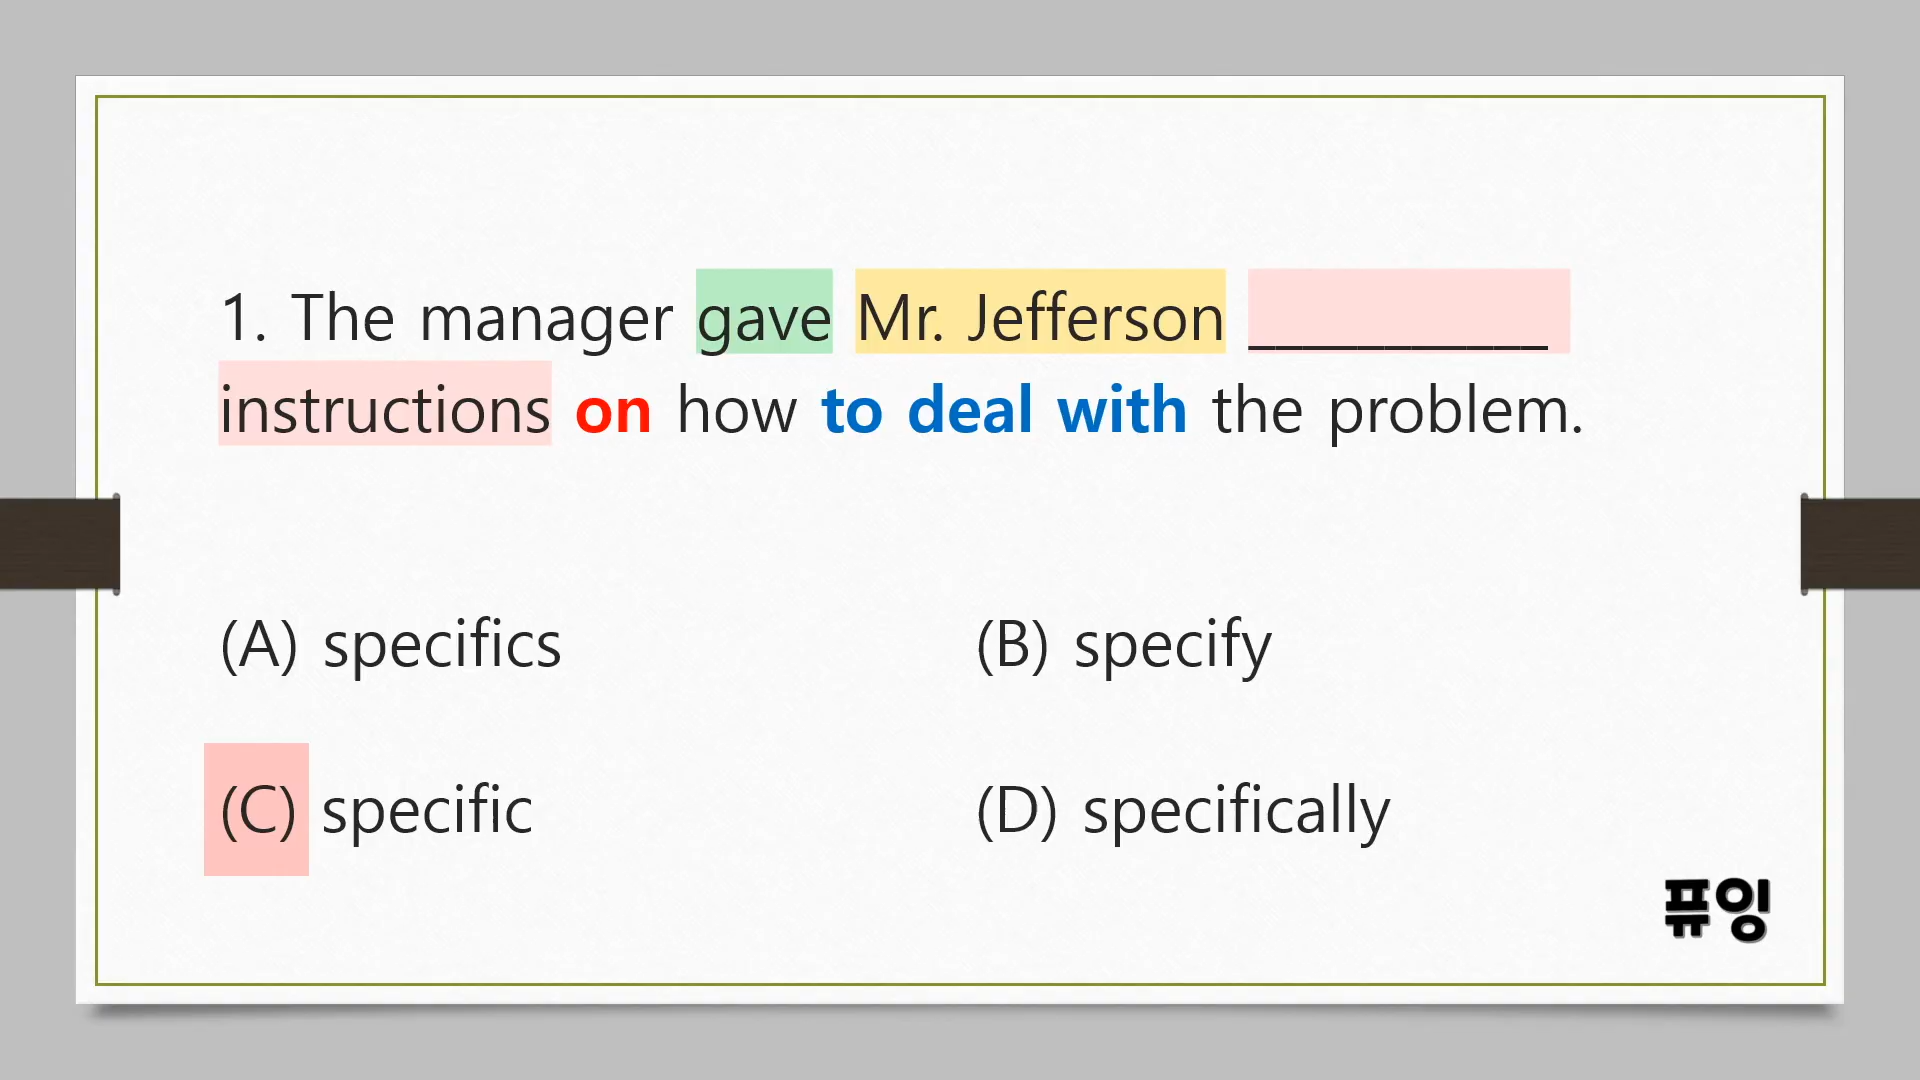 1. The manager gave Mr. Jefferson ___________
instructions on how to deal with the problem.
(A) specifics
(B) specify
(C) specific
(D) specifically
퓨잉